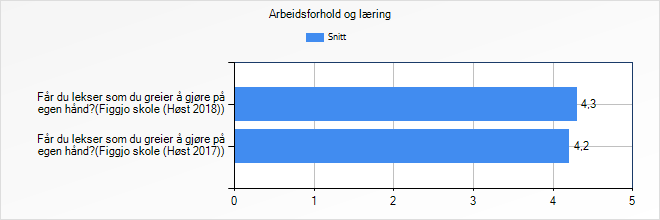 Arbeidsforhold og læring
Snitt
Får du lekser som du greier å gjøre på
egen hånd?(Figgjo skole (Høst 2018))
4,3
Får du lekser som du greier å gjøre på
egen hånd?(Figgjo skole (Høst 2017))
4,2
0 1 2 3 4 5